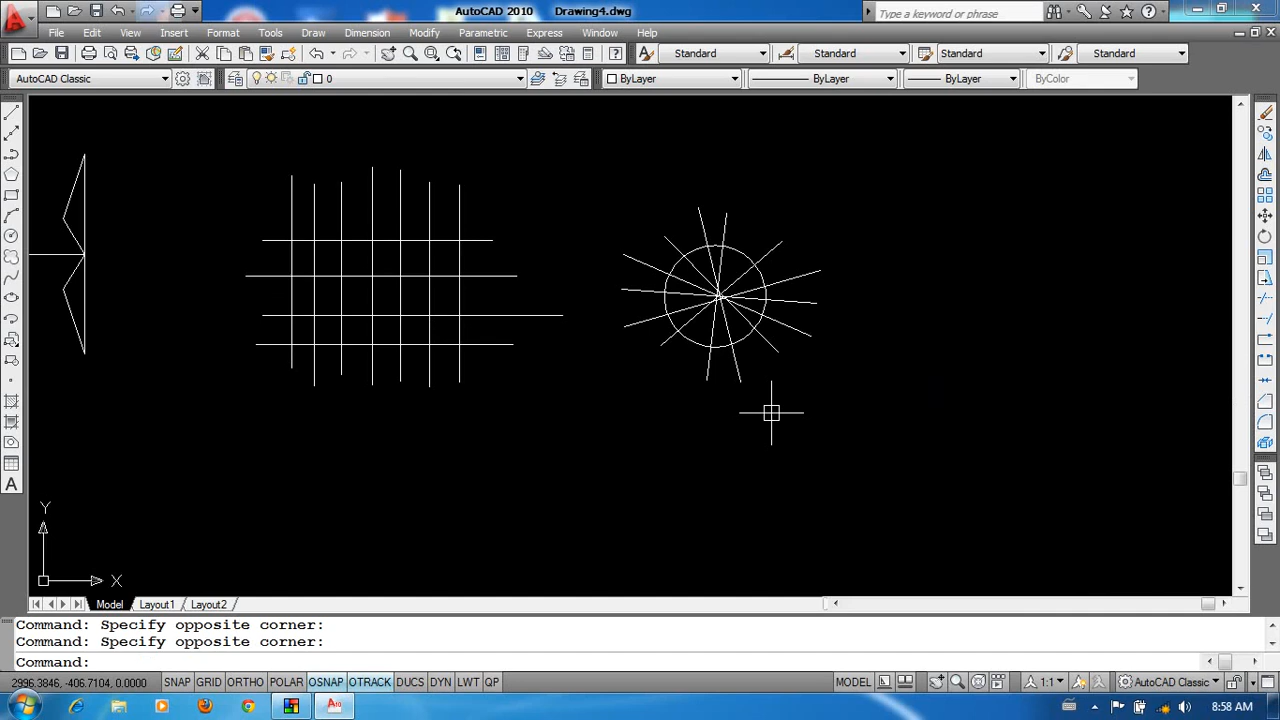 AutoCAD 2010 Drawing4.dwg
Type a keyword or phrase
File Edit View Insert Format Tools Draw Dimension Modify Parametric Express Window Help
Standard Standard Standard Standard
AutoCAD Classic 0 ByLayer ByLayer ByLayer ByColor
A
Y
X
Model Layout1 Layout2
Command: Specify opposite corner:
Command: Specify opposite corner:
Command:
2996.3846, -406.7104, 0.0000 SNAP GRID ORTHO POLAR OSNAP OTRACK DUCS DYN LWT QP MODEL 1:1 AutoCAD Classic
8:58 AM